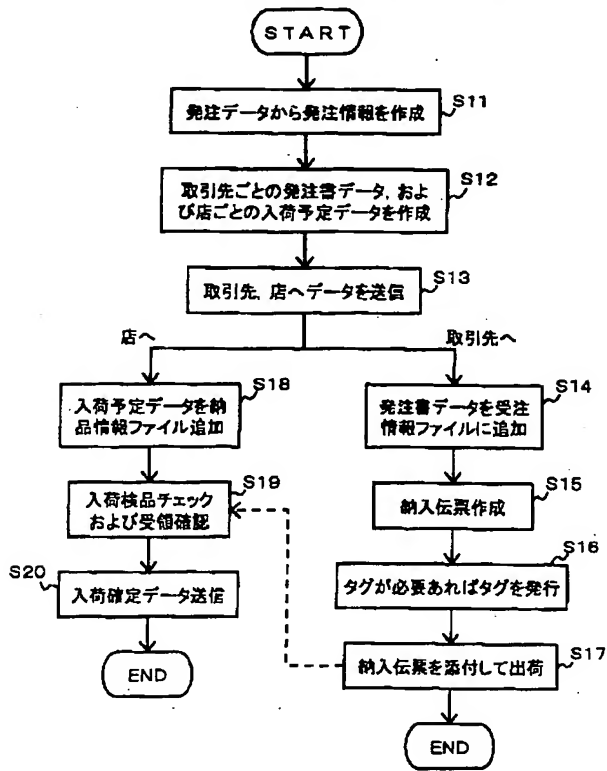 START
発注データから発注情報を作成
S11
取引先ごとの発注書データ,および店ごとの入荷予定データを作成
S12
取引先,店へデータを送信
S13
店へ
取引先へ
入荷予定データを納
品情報ファイル追加
S18
発注書データを受注
情報ファイルに追加
S14
入荷検品チェック
および受領確認
S19
納入伝票作成
S15
入荷確定データ送信
S20
タグが必要あればタグを発行
S16
END
納入伝票を添付して出荷
S17
END